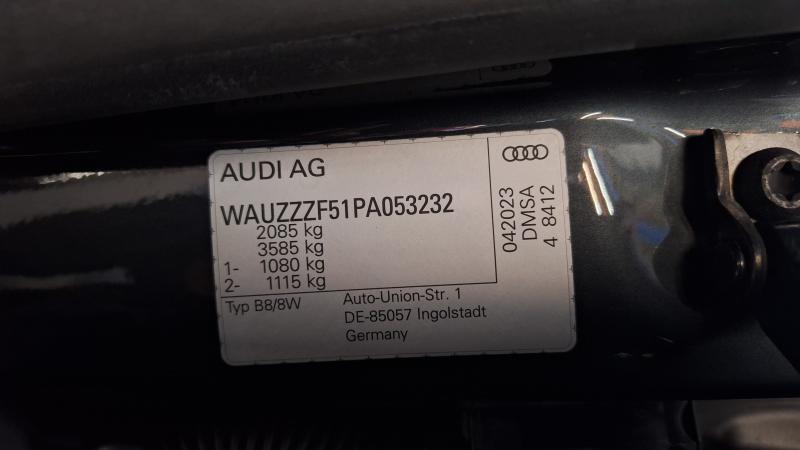 AUDI AG
WAUZZZF51PA053232
2085 kg
3585 kg
1- 1080 kg
2- 1115 kg
Typ B8/8W
Auto-Union-Str. 1
DE-85057 Ingolstadt
Germany
042023
DMSA
4 8412